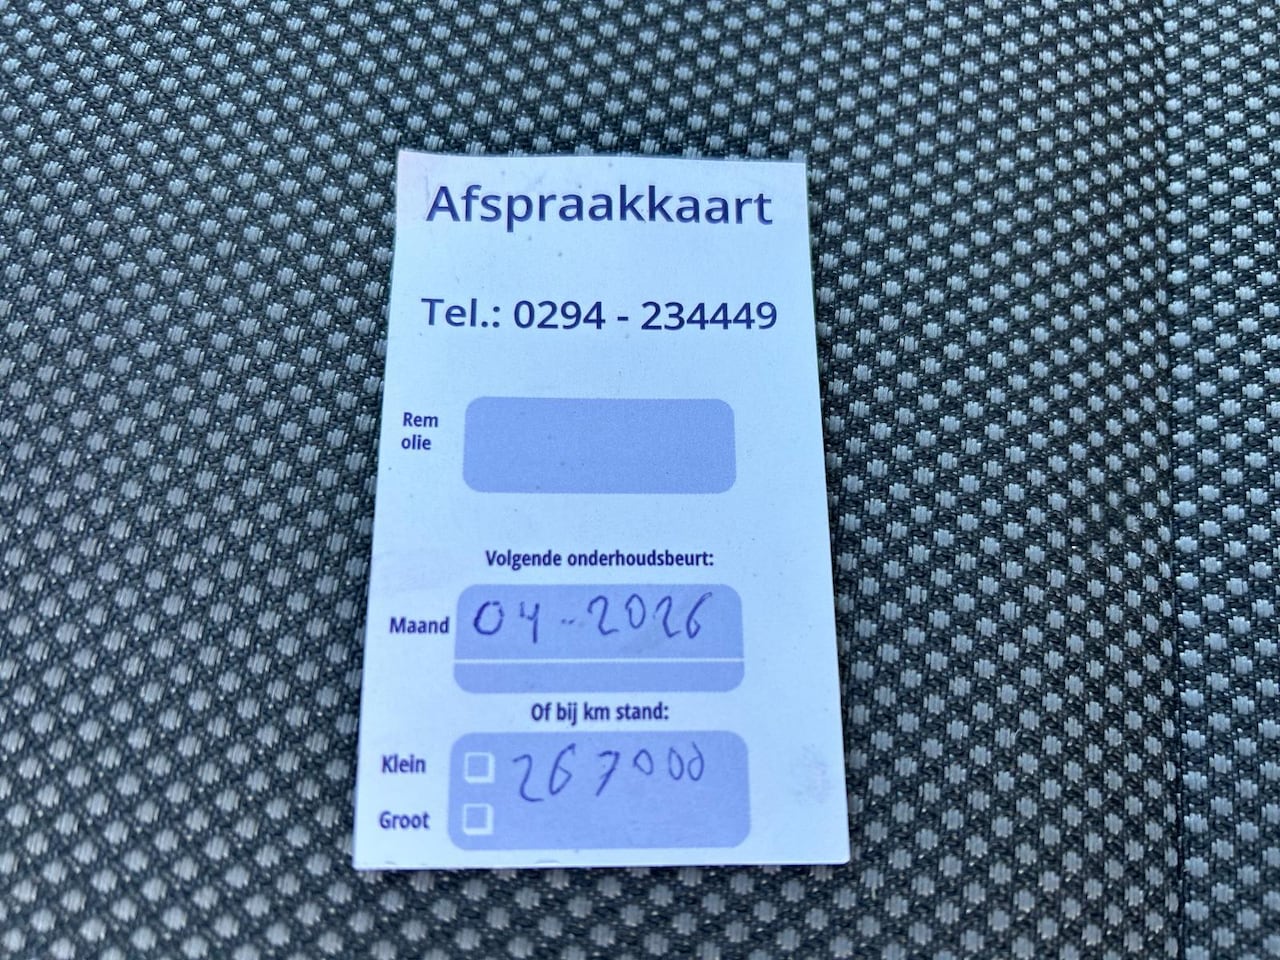 Afspraakkaart
Tel.: 0294 - 234449
Rem
olie
Volgende onderhoudsbeurt:
Maand 04-2026
Of bij km stand:
Klein 267000
Groot